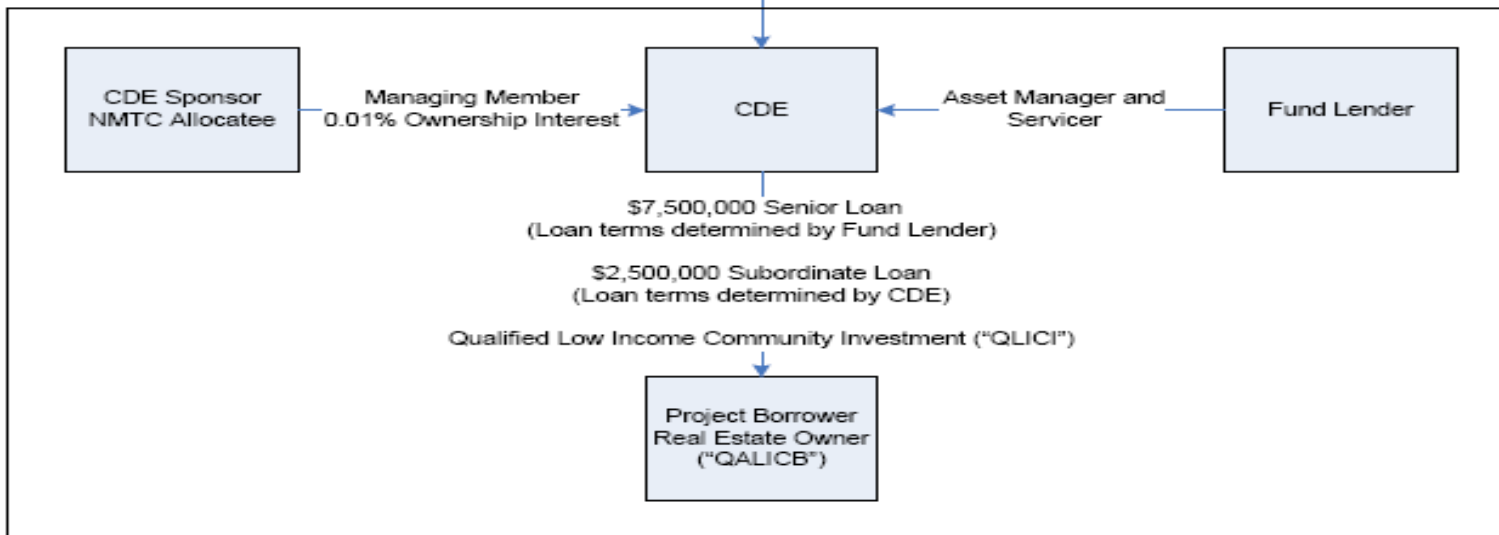 CDE Sponsor
NMTC Allocatee
Managing Member
0.01% Ownership Interest
CDE
Asset Manager and
Servicer
Fund Lender
$7,500,000 Senior Loan
(Loan terms determined by Fund Lender)
$2,500,000 Subordinate Loan
(Loan terms determined by CDE)
Qualified Low Income Community Investment (“QLICI”)
Project Borrower
Real Estate Owner
(“QALICB”)